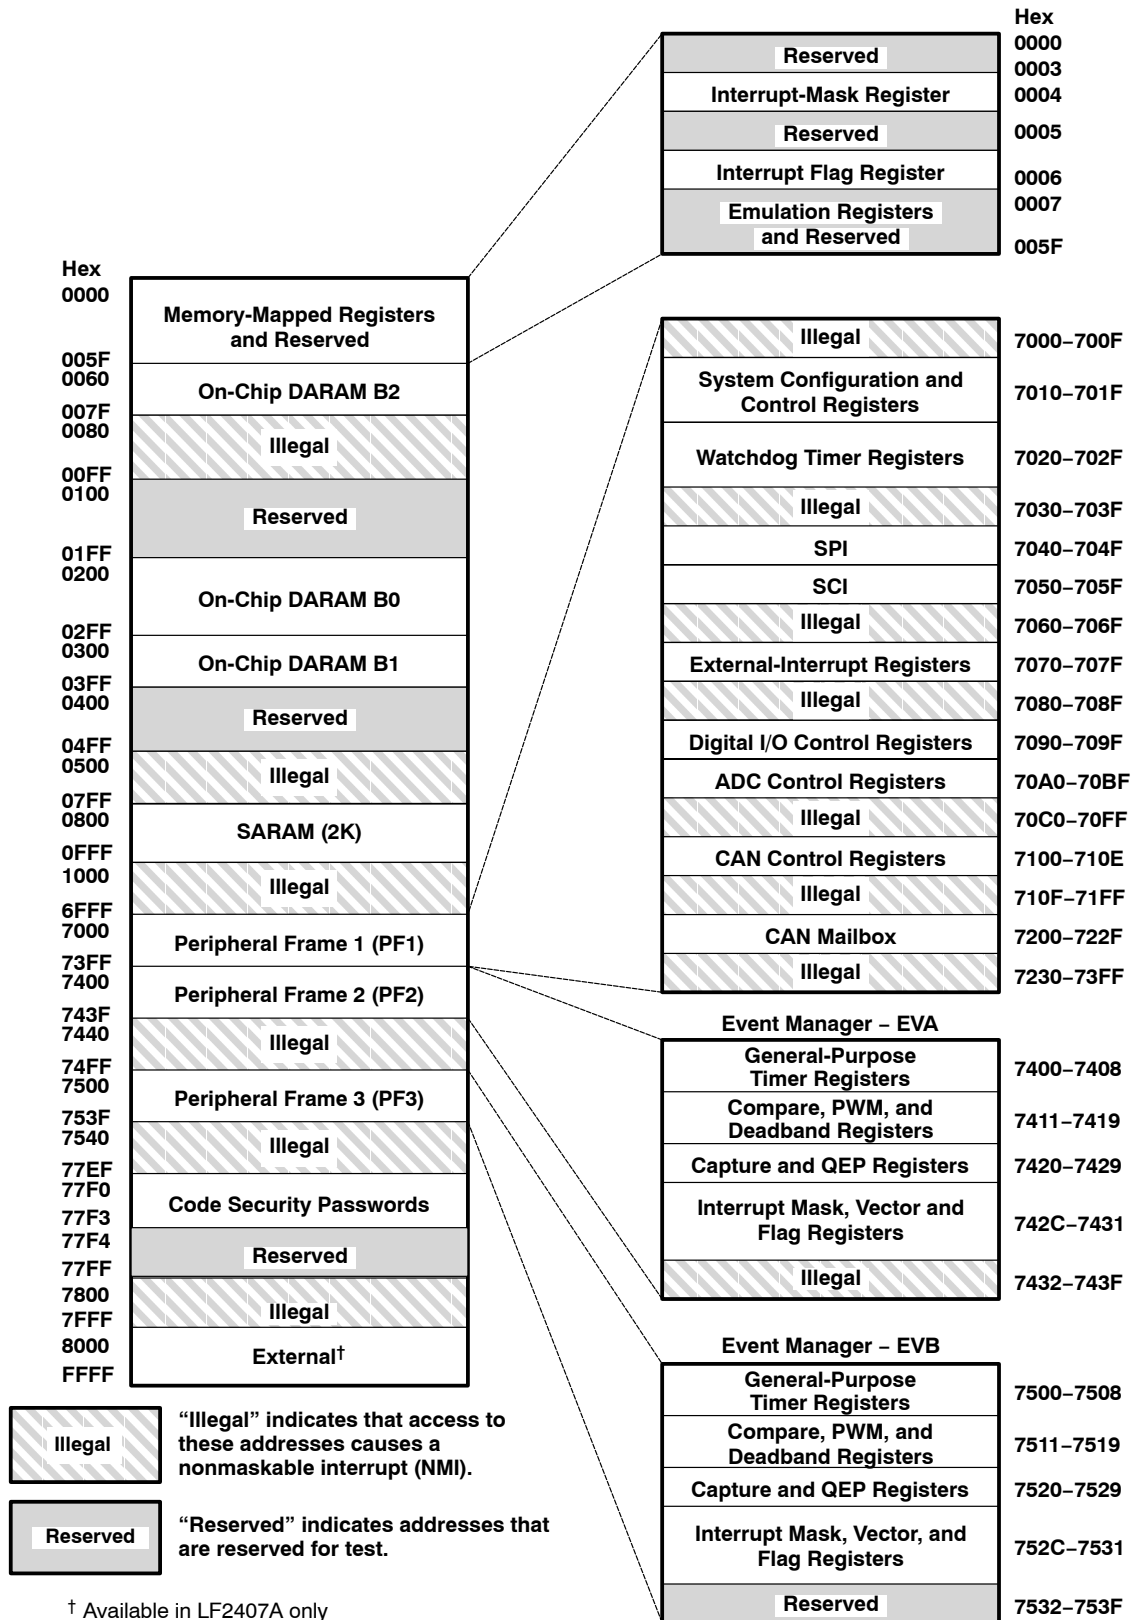 Hex
0000
Reserved
0003
Interrupt-Mask Register
0004
Reserved
0005
Interrupt Flag Register
0006
0007
Emulation Registers
and Reserved
005F
Hex
0000
Memory-Mapped Registers
and Reserved
005F
0060
On-Chip DARAM B2
007F
0080
Illegal
00FF
0100
Reserved
01FF
0200
On-Chip DARAM B0
02FF
0300
On-Chip DARAM B1
03FF
0400
Reserved
04FF
0500
Illegal
07FF
0800
SARAM (2K)
0FFF
1000
Illegal
6FFF
7000
Peripheral Frame 1 (PF1)
73FF
7400
Peripheral Frame 2 (PF2)
743F
7440
Illegal
74FF
7500
Peripheral Frame 3 (PF3)
753F
7540
Illegal
77EF
77F0
Code Security Passwords
77F3
77F4
Reserved
77FF
7800
Illegal
7FFF
8000
External†
FFFF
Illegal
7000–700F
System Configuration and
Control Registers
7010–701F
Watchdog Timer Registers
7020–702F
Illegal
7030–703F
SPI
7040–704F
SCI
7050–705F
Illegal
7060–706F
External-Interrupt Registers
7070–707F
Illegal
7080–708F
Digital I/O Control Registers
7090–709F
ADC Control Registers
70A0–70BF
Illegal
70C0–70FF
CAN Control Registers
7100–710E
Illegal
710F–71FF
CAN Mailbox
7200–722F
Illegal
7230–73FF
Event Manager – EVA
General-Purpose
Timer Registers
7400–7408
Compare, PWM, and
Deadband Registers
7411–7419
Capture and QEP Registers
7420–7429
Interrupt Mask, Vector and
Flag Registers
742C–7431
Illegal
7432–743F
Event Manager – EVB
General-Purpose
Timer Registers
7500–7508
Compare, PWM, and
Deadband Registers
7511–7519
Capture and QEP Registers
7520–7529
Interrupt Mask, Vector, and
Flag Registers
752C–7531
Reserved
7532–753F
Illegal
“Illegal” indicates that access to
these addresses causes a
nonmaskable interrupt (NMI).
Reserved
“Reserved” indicates addresses that
are reserved for test.
† Available in LF2407A only